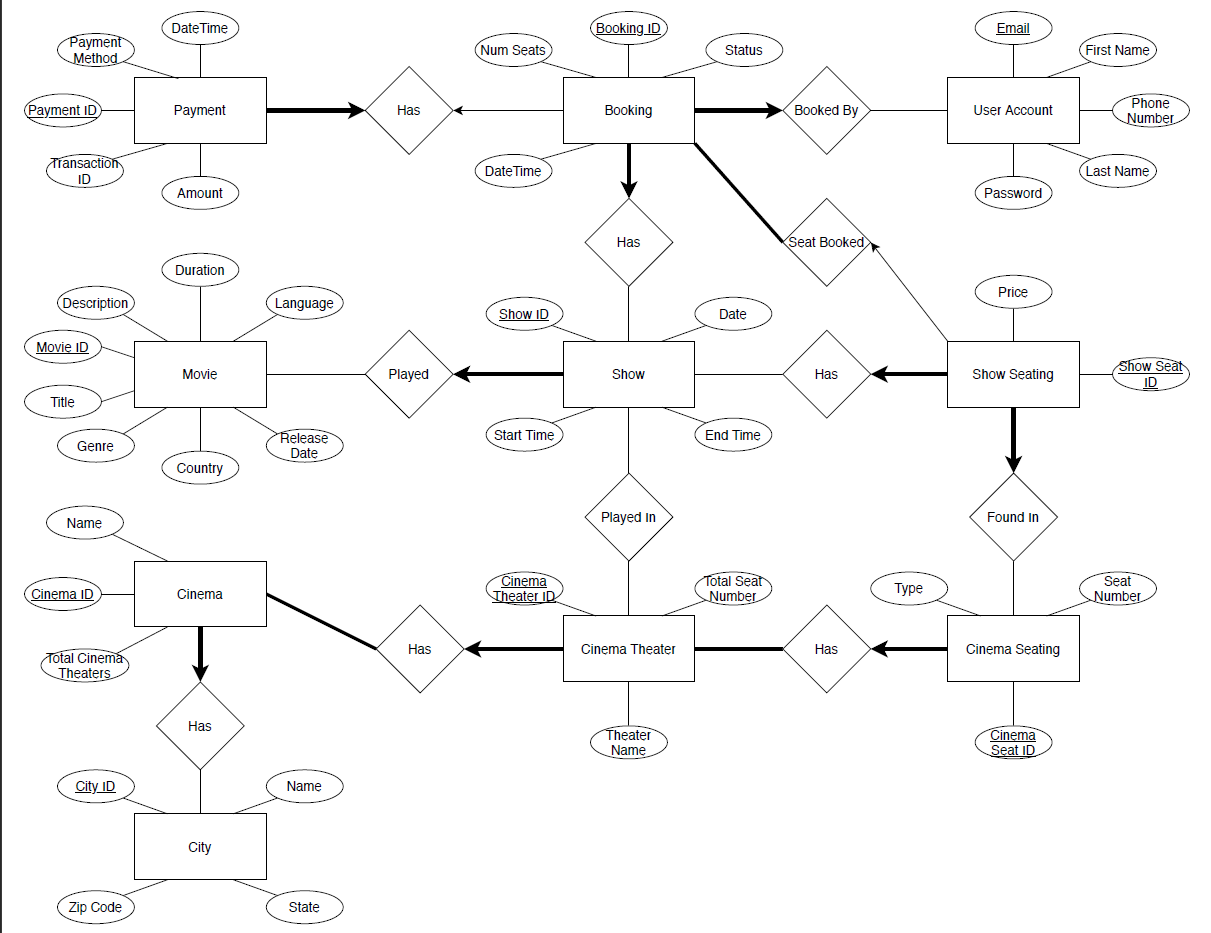 DateTime
Payment
Method
Payment ID
Payment
Transaction
ID
Amount
Has
Num Seats
Booking ID
Status
Booking
DateTime
Booked By
Email
First Name
User Account
Phone
Number
Last Name
Password
Has
Seat Booked
Duration
Description
Language
Movie ID
Movie
Title
Genre
Country
Release
Date
Played
Show ID
Date
Show
Start Time
End Time
Has
Price
Show Seating
Show Seat
ID
Played In
Found In
Name
Cinema
Cinema ID
Total Cinema
Theaters
Has
Cinema
Theater ID
Total Seat
Number
Cinema Theater
Theater
Name
Has
Type
Seat
Number
Cinema Seating
Cinema
Seat ID
Has
City ID
Name
City
Zip Code
State